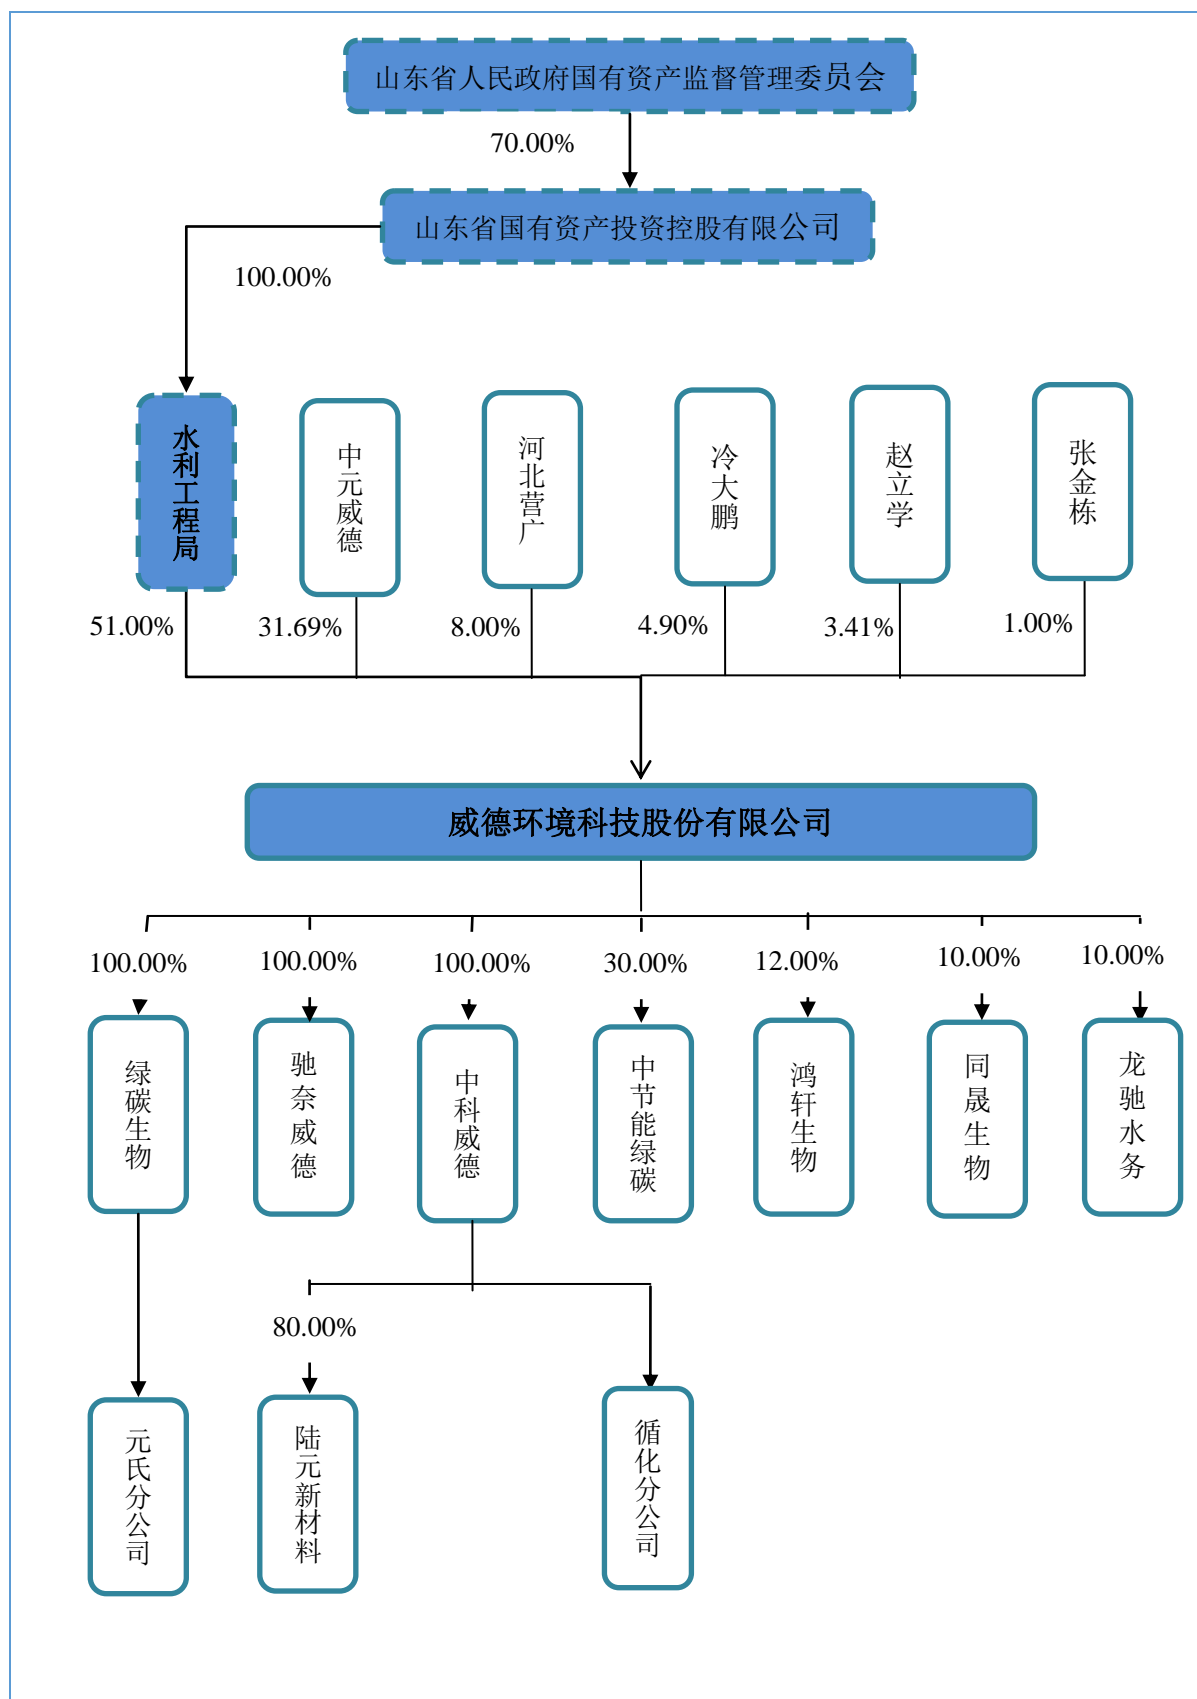 山东省人民政府国有资产监督管理委员会
70.00%
山东省国有资产投资控股有限公司
100.00%
水利工程局
中元威德
河北营广
冷大鹏
赵立学
张金栋
51.00%
31.69%
8.00%
4.90%
3.41%
1.00%
威德环境科技股份有限公司
100.00%
100.00%
100.00%
30.00%
12.00%
10.00%
10.00%
绿碳生物
驰奈威德
中科威德
中节能绿碳
鸿轩生物
同晟生物
龙驰水务
80.00%
元氏分公司
陆元新材料
循化分公司